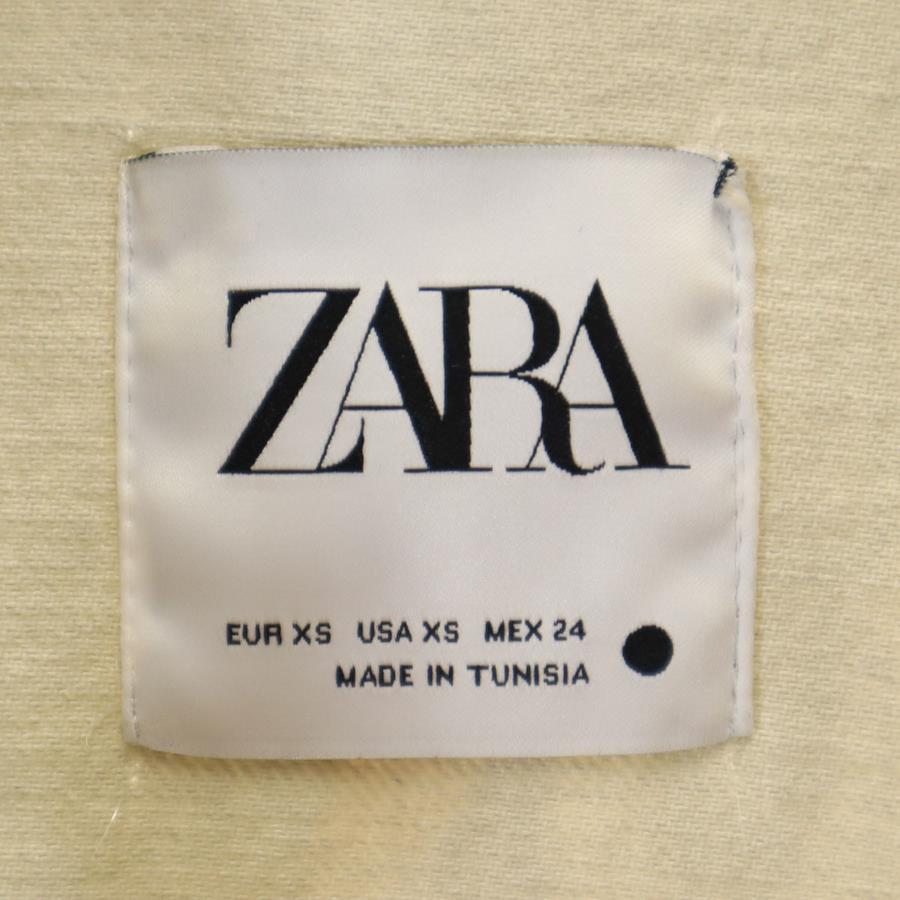 ZARA
EUR XS USA XS MEX 24
MADE IN TUNISIA